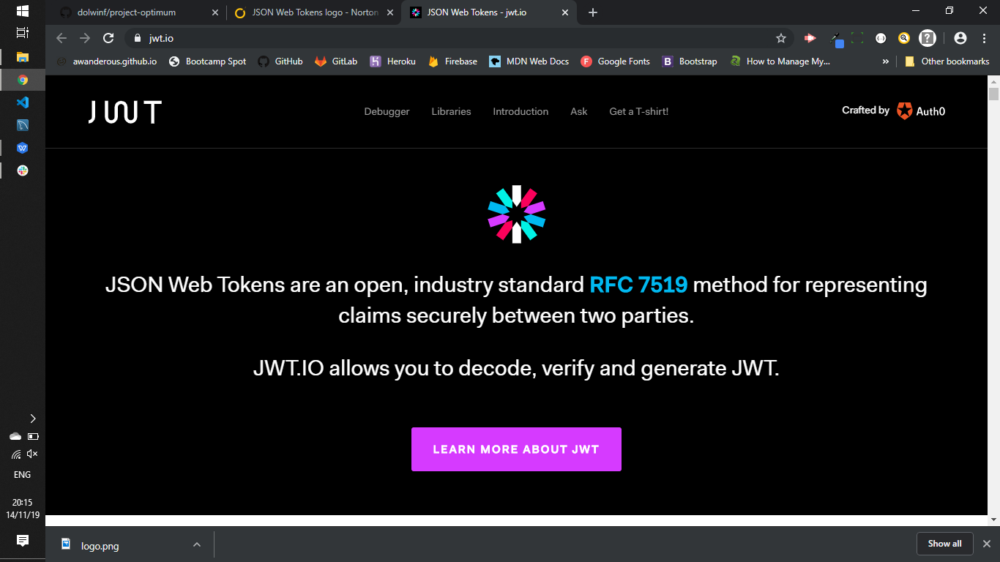 dolwinf/project-optimum
JSON Web Tokens logo - Norton
JSON Web Tokens - jwt.io
jwt.io
awanderous.github.io
Bootcamp Spot
GitHub
GitLab
Heroku
Firebase
MDN Web Docs
Google Fonts
Bootstrap
How to Manage My...
Other bookmarks
JWT
Debugger
Libraries
Introduction
Ask
Get a T-shirt!
Crafted by Auth0
JSON Web Tokens are an open, industry standard RFC 7519 method for representing
claims securely between two parties.
JWT.IO allows you to decode, verify and generate JWT.
LEARN MORE ABOUT JWT
ENG
20:15
14/11/19
logo.png
Show all